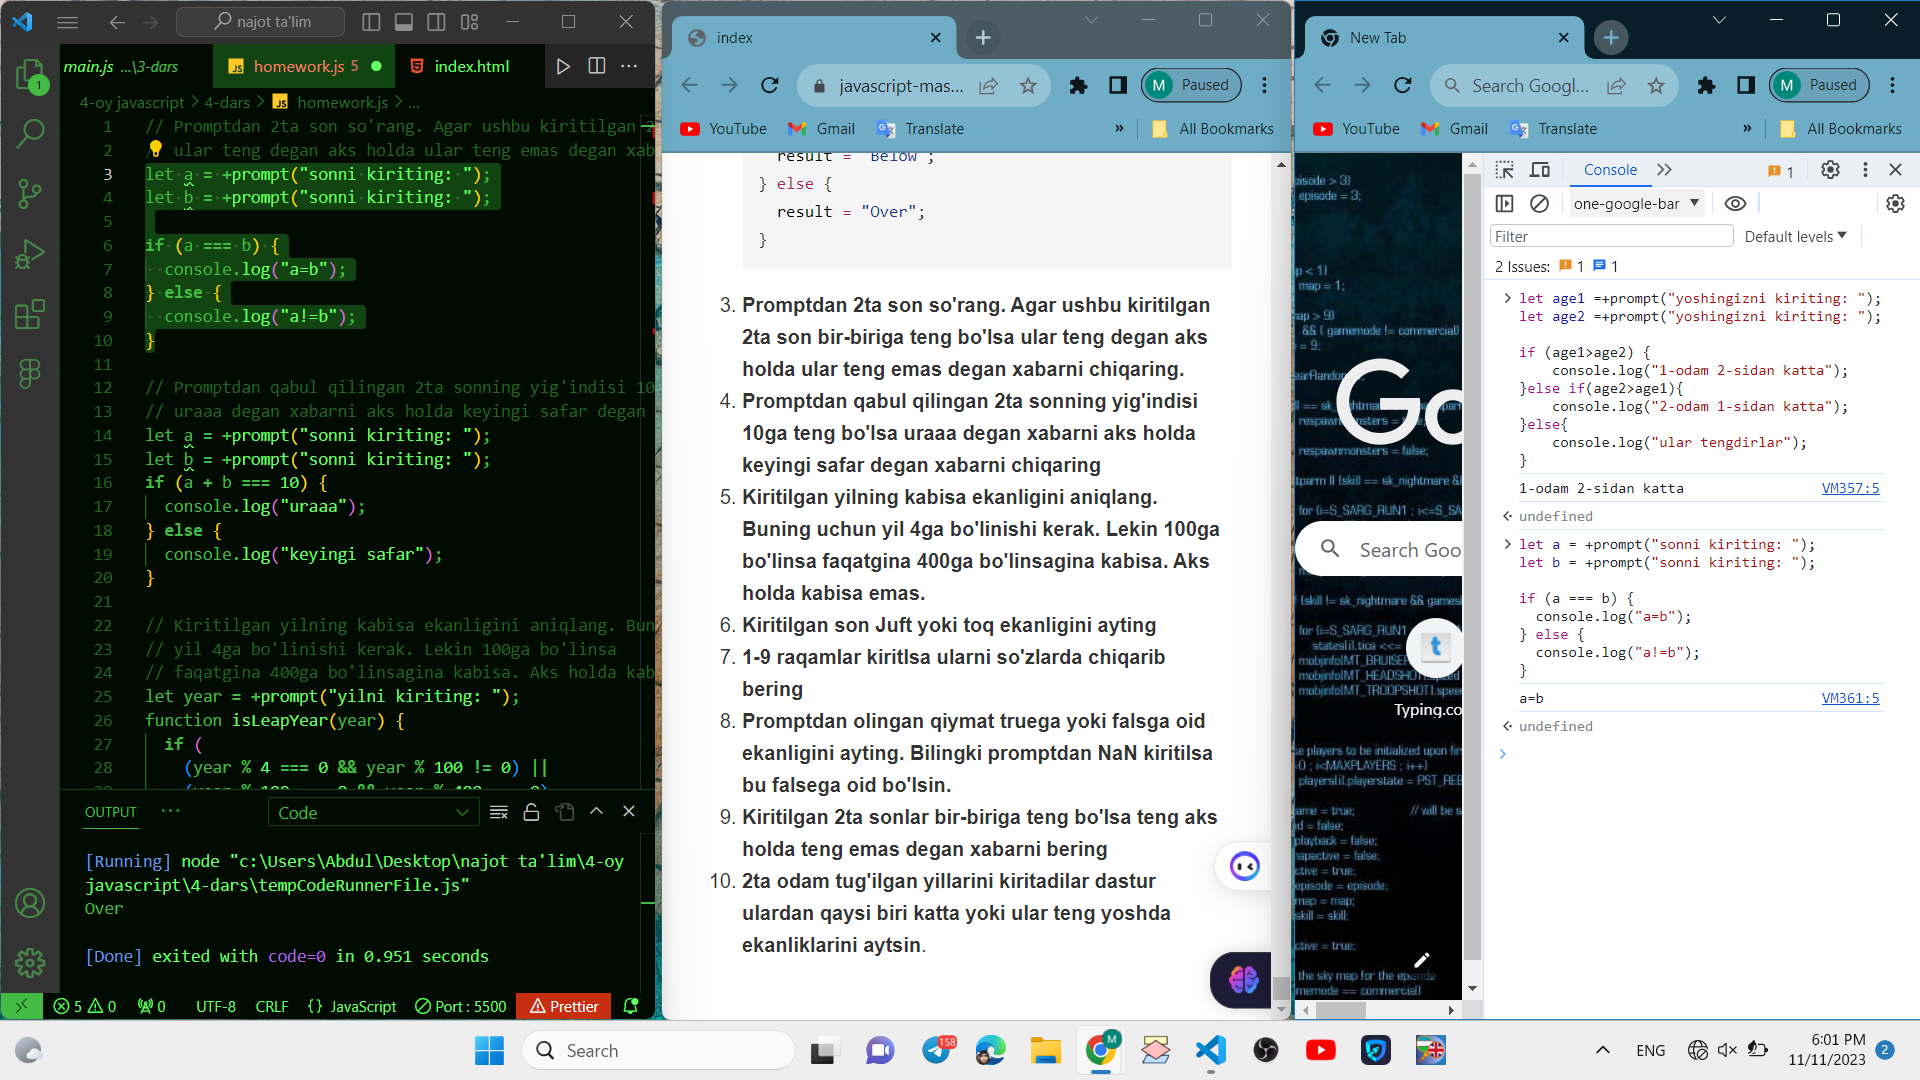 najot ta'lim
main.js ...\3-dars
homework.js 5
index.html
4-oy javascript > 4-dars > homework.js > ...
1 // Promptdan 2ta son so'rang. Agar ushbu kiritilgan 2
2 // ular teng degan aks holda ular teng emas degan xab
3 let a = +prompt("sonni kiriting: ");
4 let b = +prompt("sonni kiriting: ");
5
6 if (a === b) {
7 console.log("a=b");
8 } else {
9 console.log("a!=b");
10 }
11
12 // Promptdan qabul qilingan 2ta sonning yig'indisi 10
13 // uraaa degan xabarni aks holda keyingi safar degan
14 let a = +prompt("sonni kiriting: ");
15 let b = +prompt("sonni kiriting: ");
16 if (a + b === 10) {
17 console.log("uraaa");
18 } else {
19 console.log("keyingi safar");
20 }
21
22 // Kiritilgan yilning kabisa ekanligini aniqlang. Bun
23 // yil 4ga bo'linishi kerak. Lekin 100ga bo'linsa
24 // faqatgina 400ga bo'linsagina kabisa. Aks holda kab
25 let year = +prompt("yilni kiriting: ");
26 function isLeapYear(year) {
27 if (
28 (year % 4 === 0 && year % 100 != 0) ||
OUTPUT
Code
[Running] node "c:\Users\Abdul\Desktop\najot ta'lim\4-oy
javascript\4-dars\tempCodeRunnerFile.js"
Over
[Done] exited with code=0 in 0.951 seconds
5 0 0 UTF-8 CRLF {} JavaScript Port : 5500 Prettier
index
javascript-mas...
M Paused
YouTube Gmail Translate » All Bookmarks
result = "Below";
} else {
result = "Over";
}
3. Promptdan 2ta son so'rang. Agar ushbu kiritilgan
2ta son bir-biriga teng bo'lsa ular teng degan aks
holda ular teng emas degan xabarni chiqaring.
4. Promptdan qabul qilingan 2ta sonning yig'indisi
10ga teng bo'lsa uraaa degan xabarni aks holda
keyingi safar degan xabarni chiqaring
5. Kiritilgan yilning kabisa ekanligini aniqlang.
Buning uchun yil 4ga bo'linishi kerak. Lekin 100ga
bo'linsa faqatgina 400ga bo'linsagina kabisa. Aks
holda kabisa emas.
6. Kiritilgan son Juft yoki toq ekanligini ayting
7. 1-9 raqamlar kiritlsa ularni so'zlarda chiqarib
bering
8. Promptdan olingan qiymat truega yoki falsga oid
ekanligini ayting. Bilingki promptdan NaN kiritilsa
bu falsega oid bo'lsin.
9. Kiritilgan 2ta sonlar bir-biriga teng bo'lsa teng aks
holda teng emas degan xabarni bering
10. 2ta odam tug'ilgan yillarini kiritadilar dastur
ulardan qaysi biri katta yoki ular teng yoshda
ekanliklarini aytsin.
New Tab
Search Googl...
M Paused
YouTube Gmail Translate » All Bookmarks
episode = 3;
map = 1;
&& ( gamemode != commercial)
respawnmonsters = false;
Go
Search Goo
t
Typing.co
Console
1
one-google-bar
Filter
Default levels
2 Issues: 1 1
let age1 =+prompt("yoshingizni kiriting: ");
let age2 =+prompt("yoshingizni kiriting: ");
if (age1>age2) {
console.log("1-odam 2-sidan katta");
}else if(age2>age1){
console.log("2-odam 1-sidan katta");
}else{
console.log("ular tengdirlar");
}
1-odam 2-sidan katta VM357:5
undefined
let a = +prompt("sonni kiriting: ");
let b = +prompt("sonni kiriting: ");
if (a === b) {
console.log("a=b");
} else {
console.log("a!=b");
}
a=b VM361:5
undefined
Search
158
M
ENG
6:01 PM
11/11/2023
2